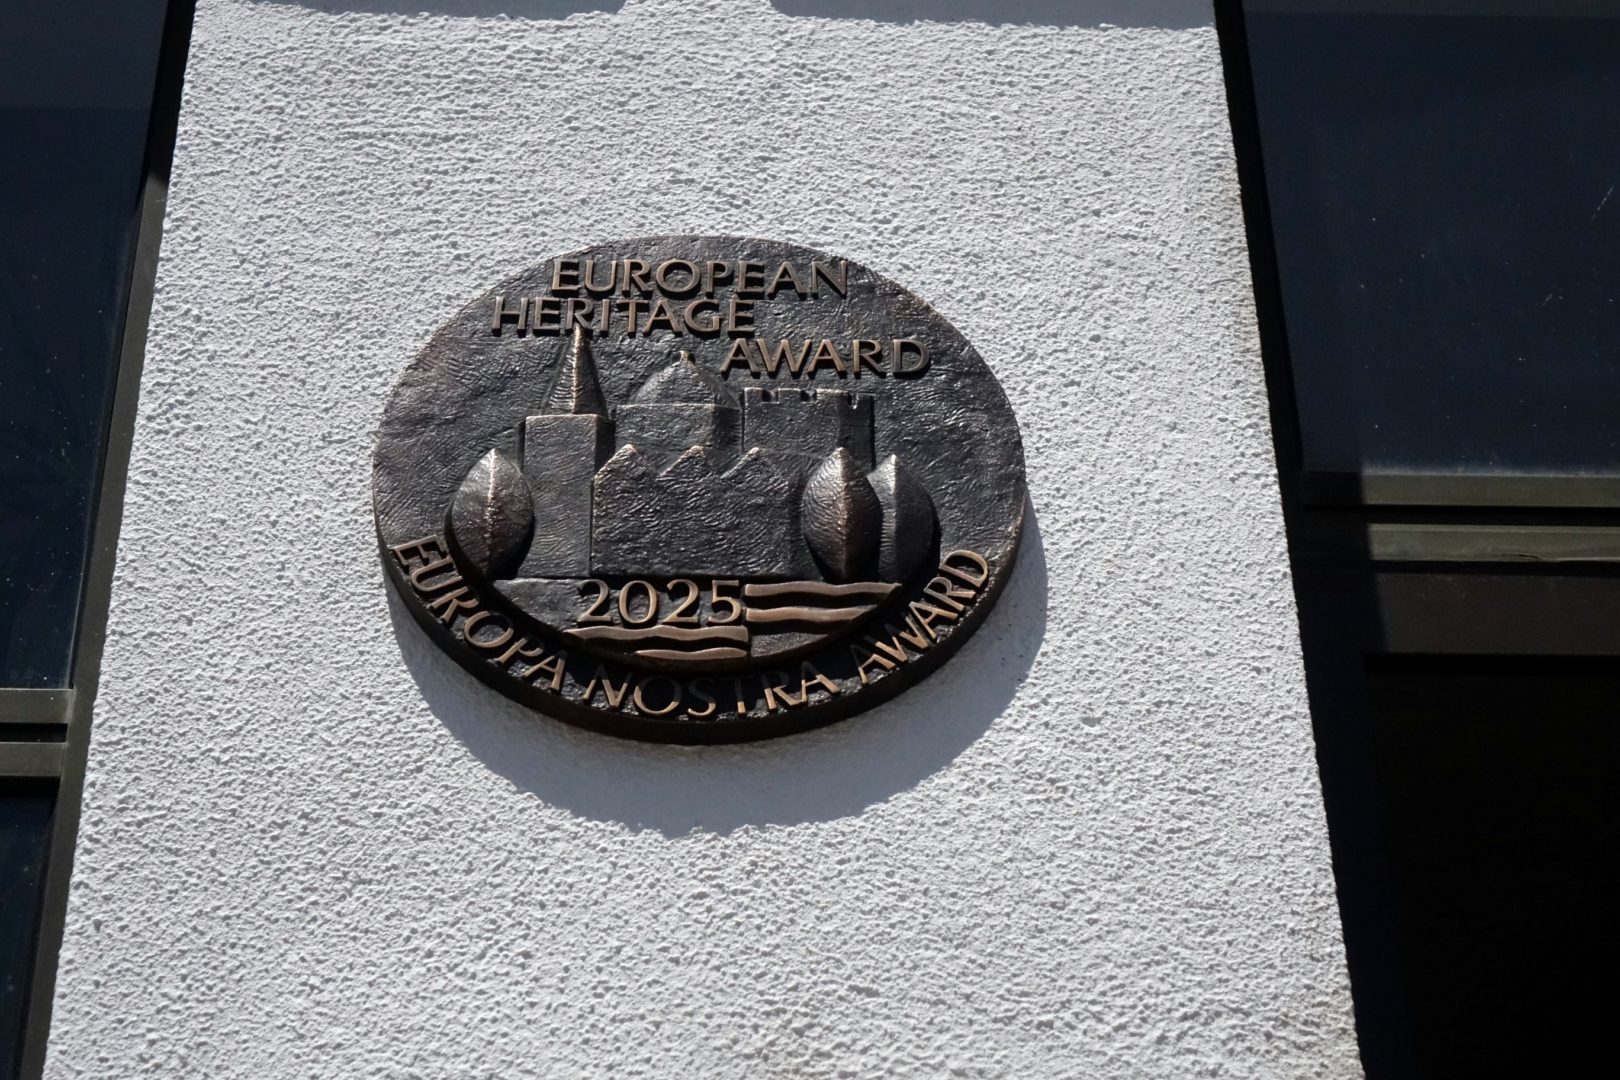 EUROPEAN
HERITAGE
AWARD
2025
EUROPA NOSTRA AWARD